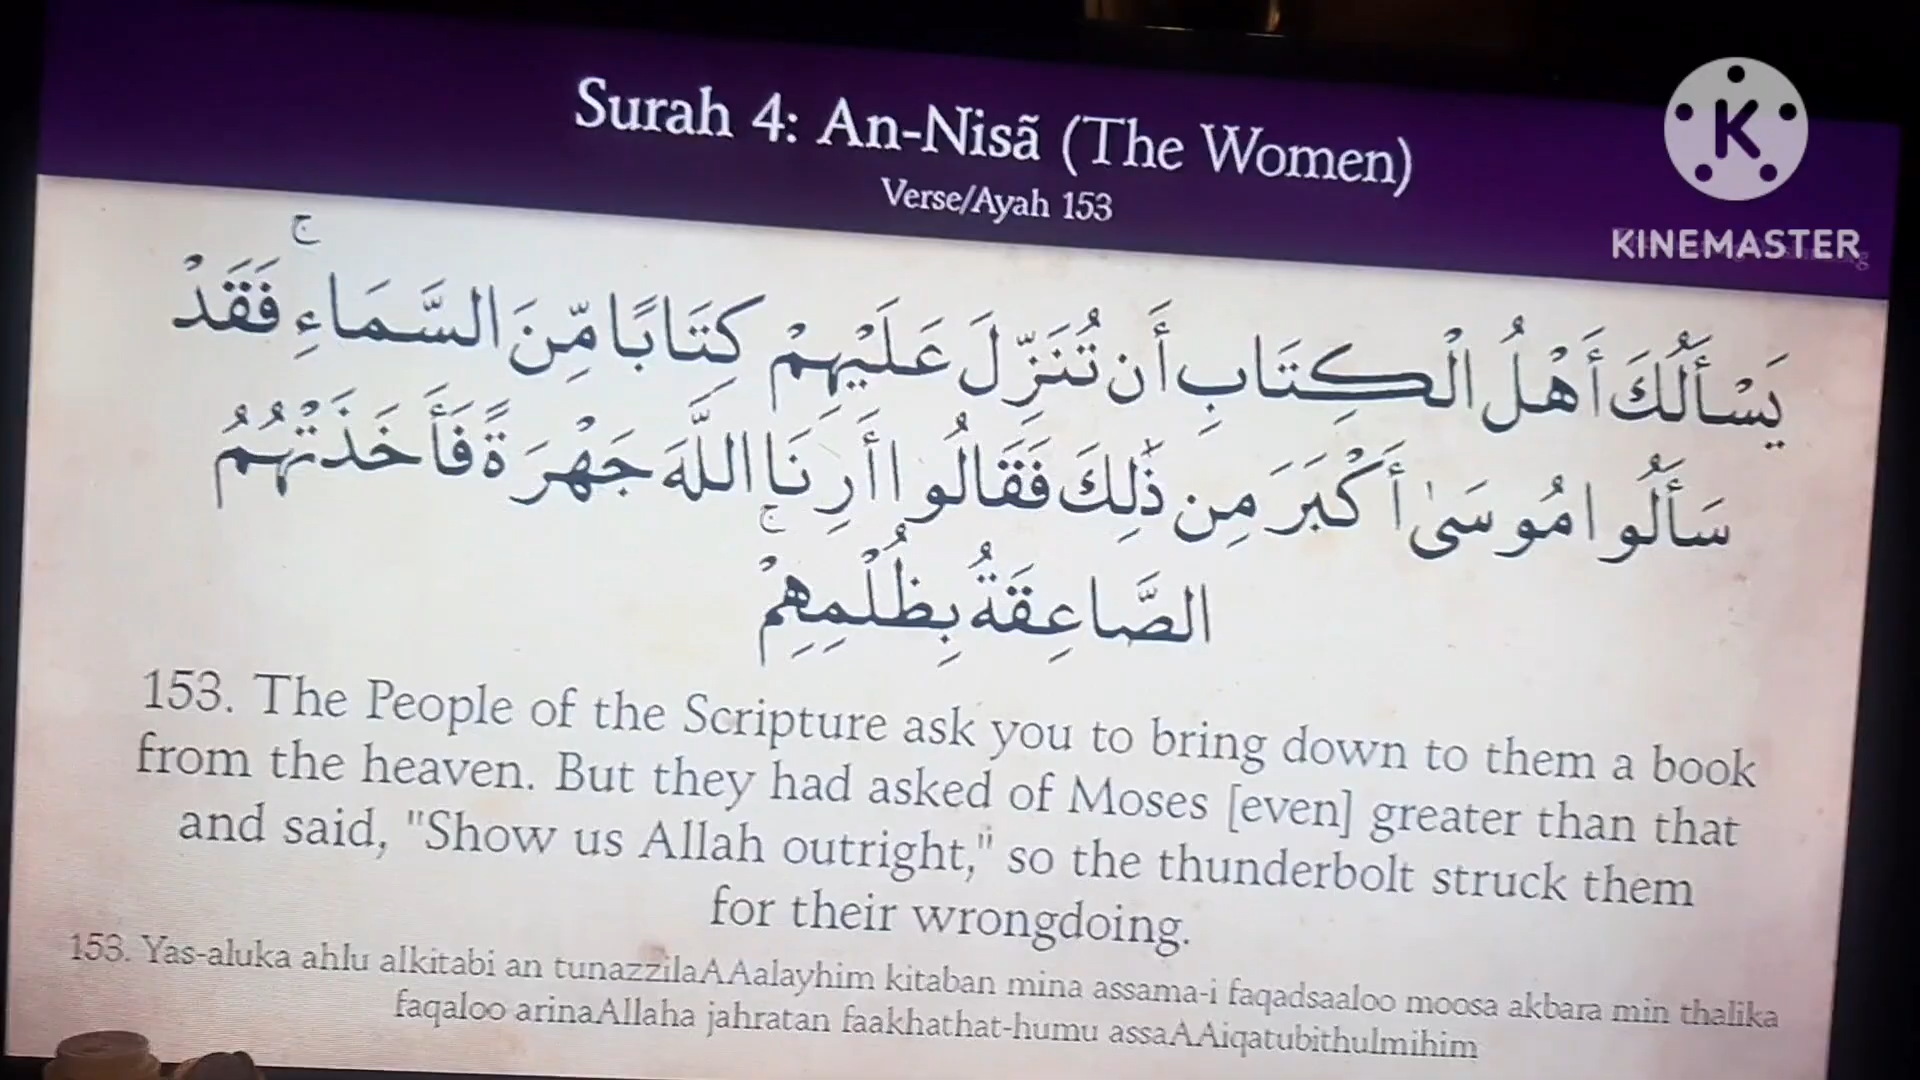 Surah 4: An-Nisã (The Women)
Verse/Ayah 153
KINEMASTER
يَسْأَلُكَ أَهْلُ الْكِتَابِ أَن تُنَزِّلَ عَلَيْهِمْ كِتَابًا مِّنَ السَّمَاءِ ۚ فَقَدْ
سَأَلُوا مُوسَىٰ أَكْبَرَ مِن ذَٰلِكَ فَقَالُوا أَرِنَا اللَّهَ جَهْرَةً فَأَخَذَتْهُمُ
الصَّاعِقَةُ بِظُلْمِهِمْ ۚ
153. The People of the Scripture ask you to bring down to them a book
from the heaven. But they had asked of Moses [even] greater than that
and said, "Show us Allah outright," so the thunderbolt struck them
for their wrongdoing.
153. Yas-aluka ahlu alkitabi an tunazzilaAAalayhim kitaban mina assama-i faqadsaaloo moosa akbara min thalika
faqaloo arinaAllaha jahratan faakhathat-humu assaAAiqatubithulmihim